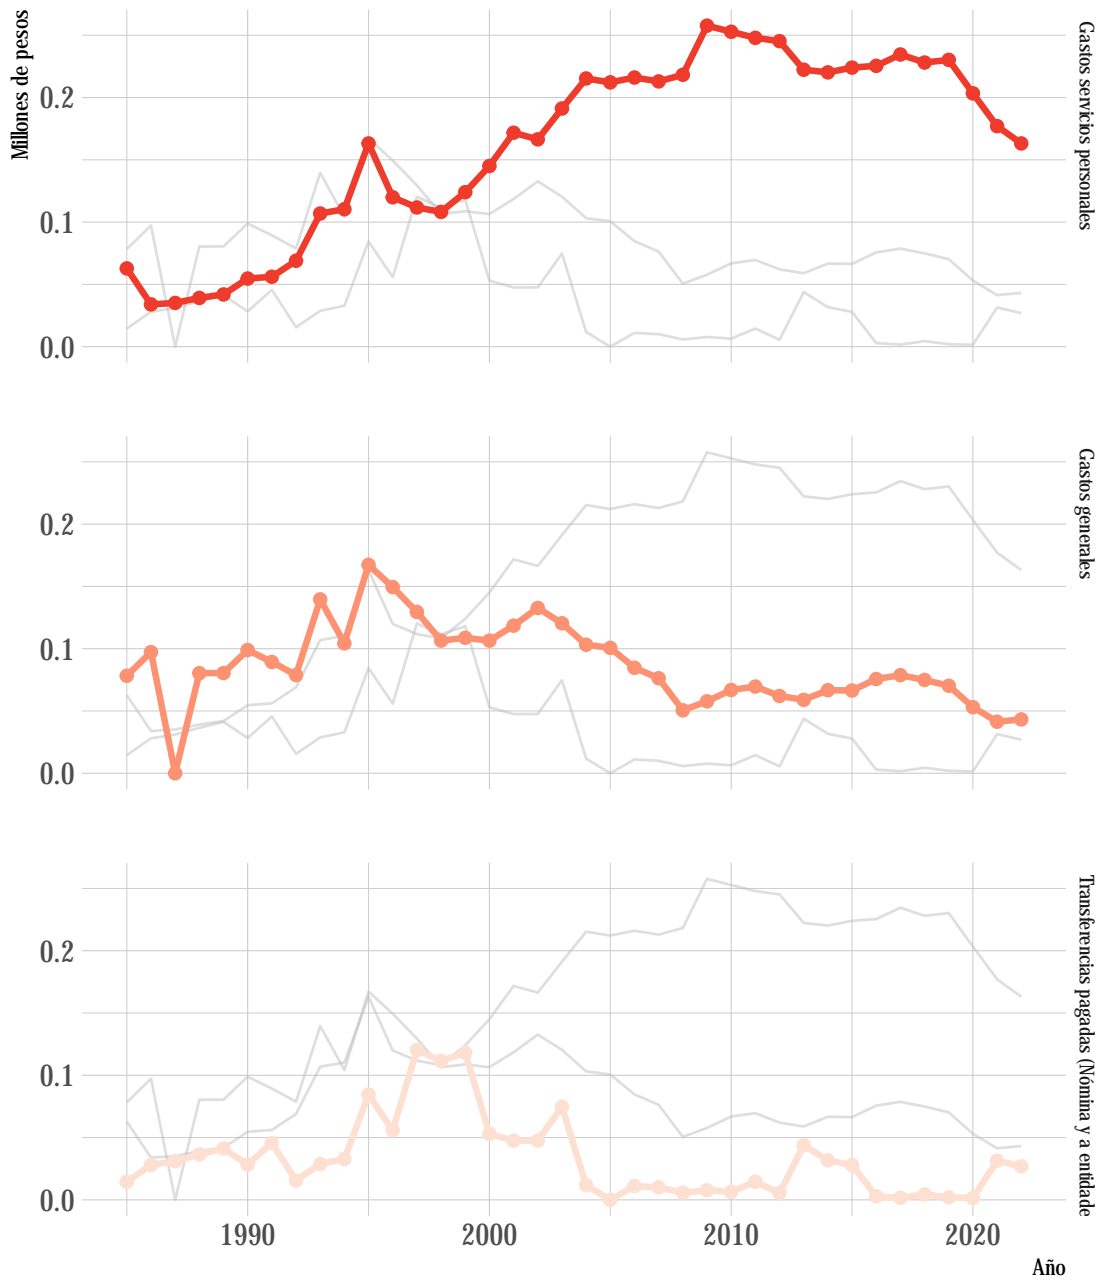 Millones de pesos
0.2
0.1
0.0
Gastos servicios personales
0.2
0.1
0.0
Gastos generales
0.2
0.1
0.0
Transferencias pagadas (Nómina y a entidade
1990
2000
2010
2020
Año